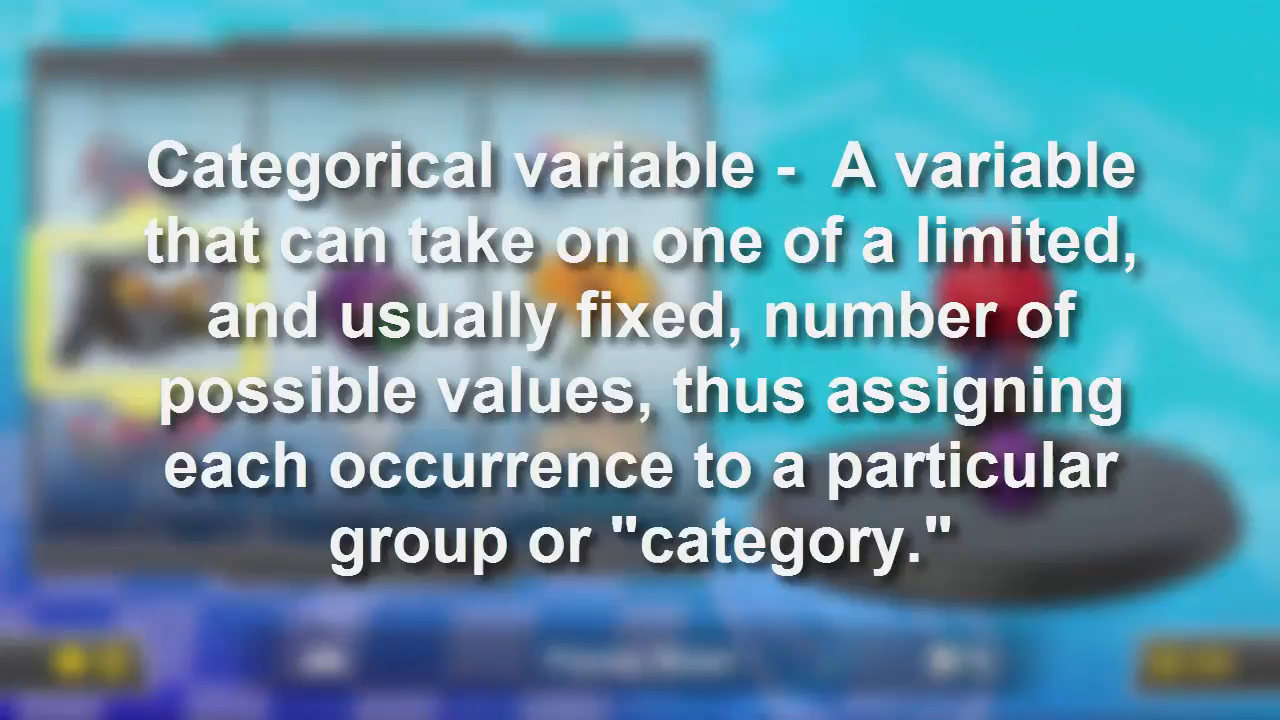 Categorical variable -  A variable
that can take on one of a limited,
and usually fixed, number of
possible values, thus assigning
each occurrence to a particular
group or "category."